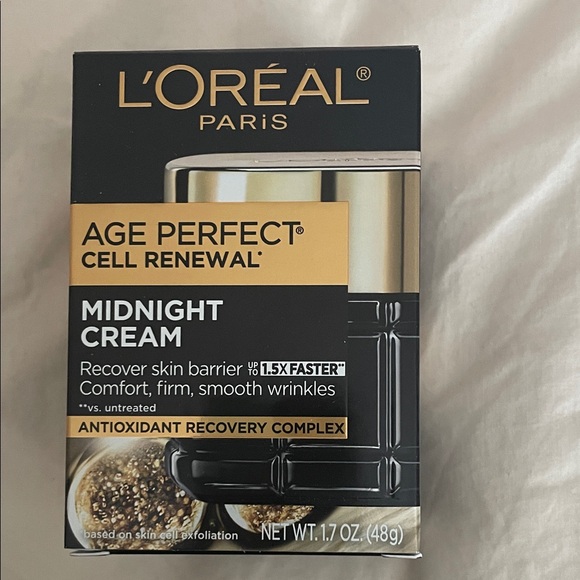 L'ORÉAL®
PARiS
AGE PERFECT®
CELL RENEWAL*
MIDNIGHT
CREAM
Recover skin barrier UP TO 1.5X FASTER**
Comfort, firm, smooth wrinkles
**vs. untreated
ANTIOXIDANT RECOVERY COMPLEX
based on skin cell exfoliation
NET WT. 1.7 OZ. (48g)